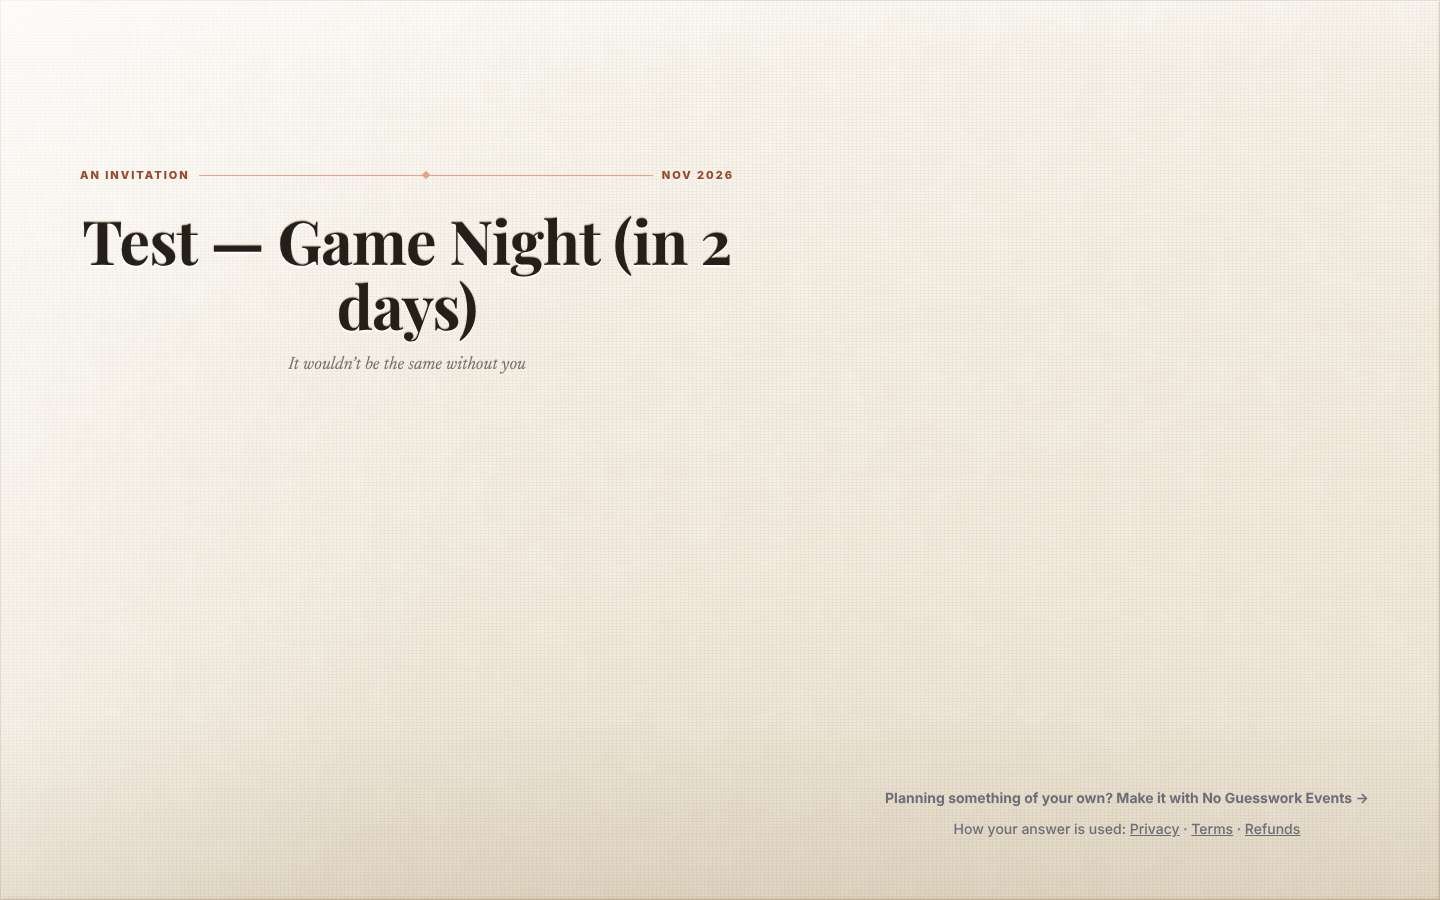 AN INVITATION NOV 2026
Test — Game Night (in 2
days)
It wouldn’t be the same without you
Planning something of your own? Make it with No Guesswork Events →
How your answer is used: Privacy · Terms · Refunds